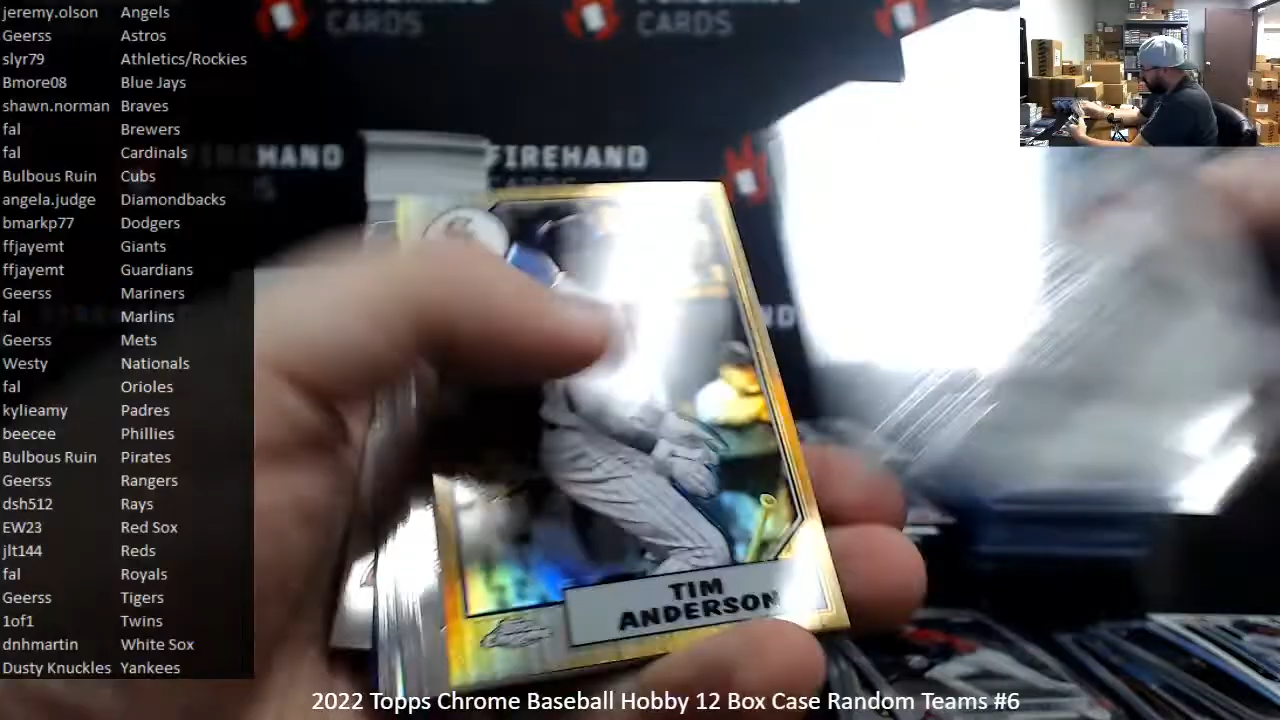 jeremy.olson Angels
Geerss Astros
slyr79 Athletics/Rockies
Bmore08 Blue Jays
shawn.norman Braves
fal Brewers
fal Cardinals
Bulbous Ruin Cubs
angela.judge Diamondbacks
bmarkp77 Dodgers
ffjayemt Giants
ffjayemt Guardians
Geerss Mariners
fal Marlins
Geerss Mets
Westy Nationals
fal Orioles
kylieamy Padres
beecee Phillies
Bulbous Ruin Pirates
Geerss Rangers
dsh512 Rays
EW23 Red Sox
jlt144 Reds
fal Royals
Geerss Tigers
1of1 Twins
dnhmartin White Sox
Dusty Knuckles Yankees
CARDS CARDS
HAND FIREHAND
TIM
ANDERSON
2022 Topps Chrome Baseball Hobby 12 Box Case Random Teams #6